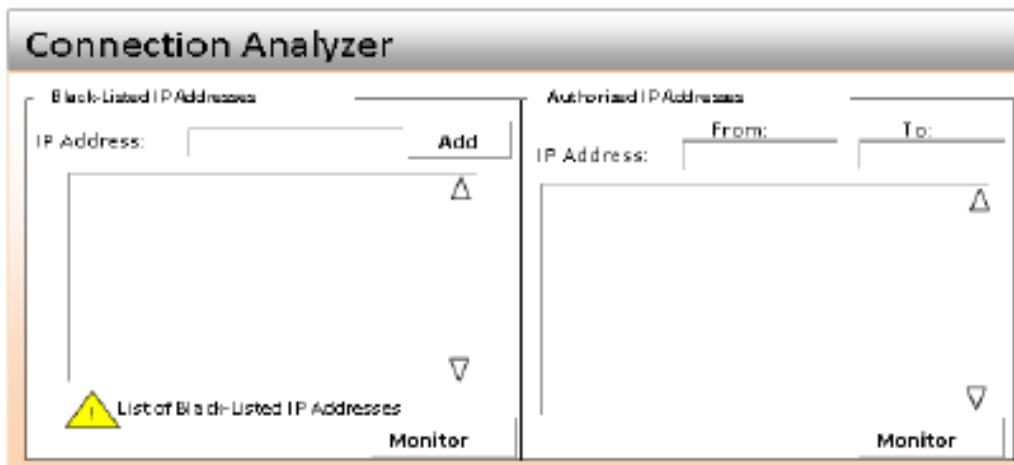 Connection Analyzer
Black-Listed IP Addresses
IP Address:
Add
!
List of Black-Listed IP Addresses
Monitor
Authorized IP Addresses
From: To:
IP Address:
Monitor